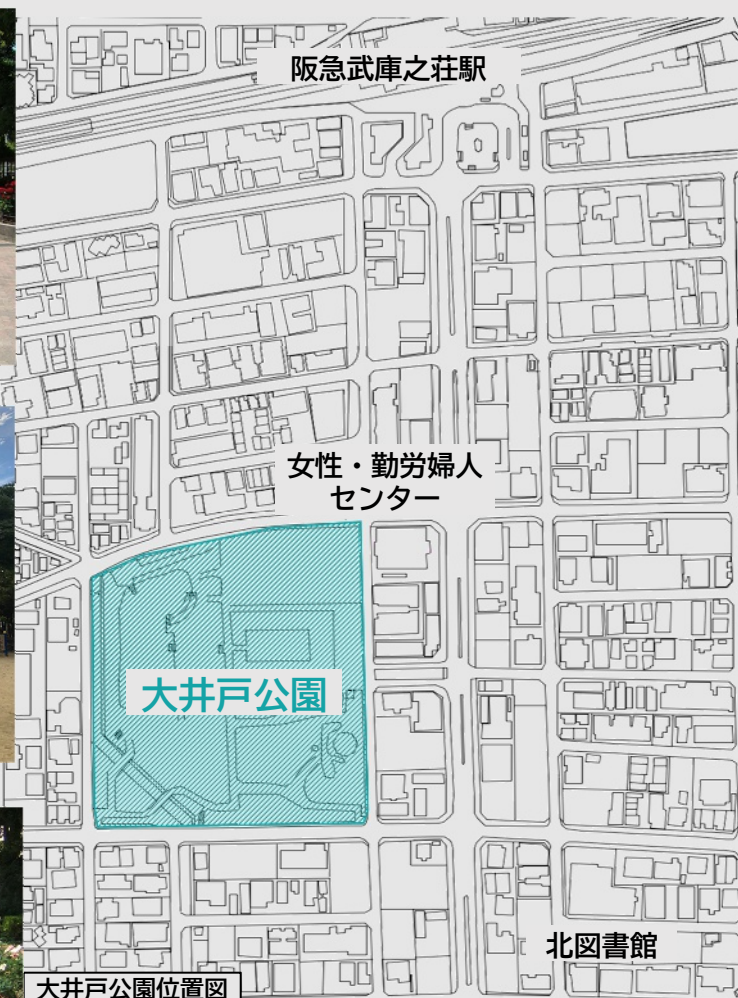 阪急武庫之荘駅
女性・勤労婦人
センター
大井戸公園
北図書館
大井戸公園位置図